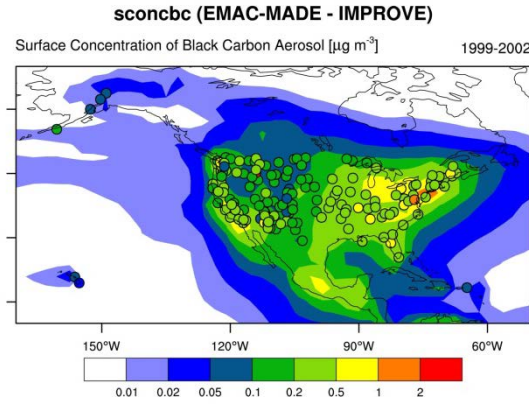 sconcbc (EMAC-MADE - IMPROVE)
Surface Concentration of Black Carbon Aerosol [µg m⁻³] 1999-2002
150°W 120°W 90°W 60°W
0.01 0.02 0.05 0.1 0.2 0.5 1 2